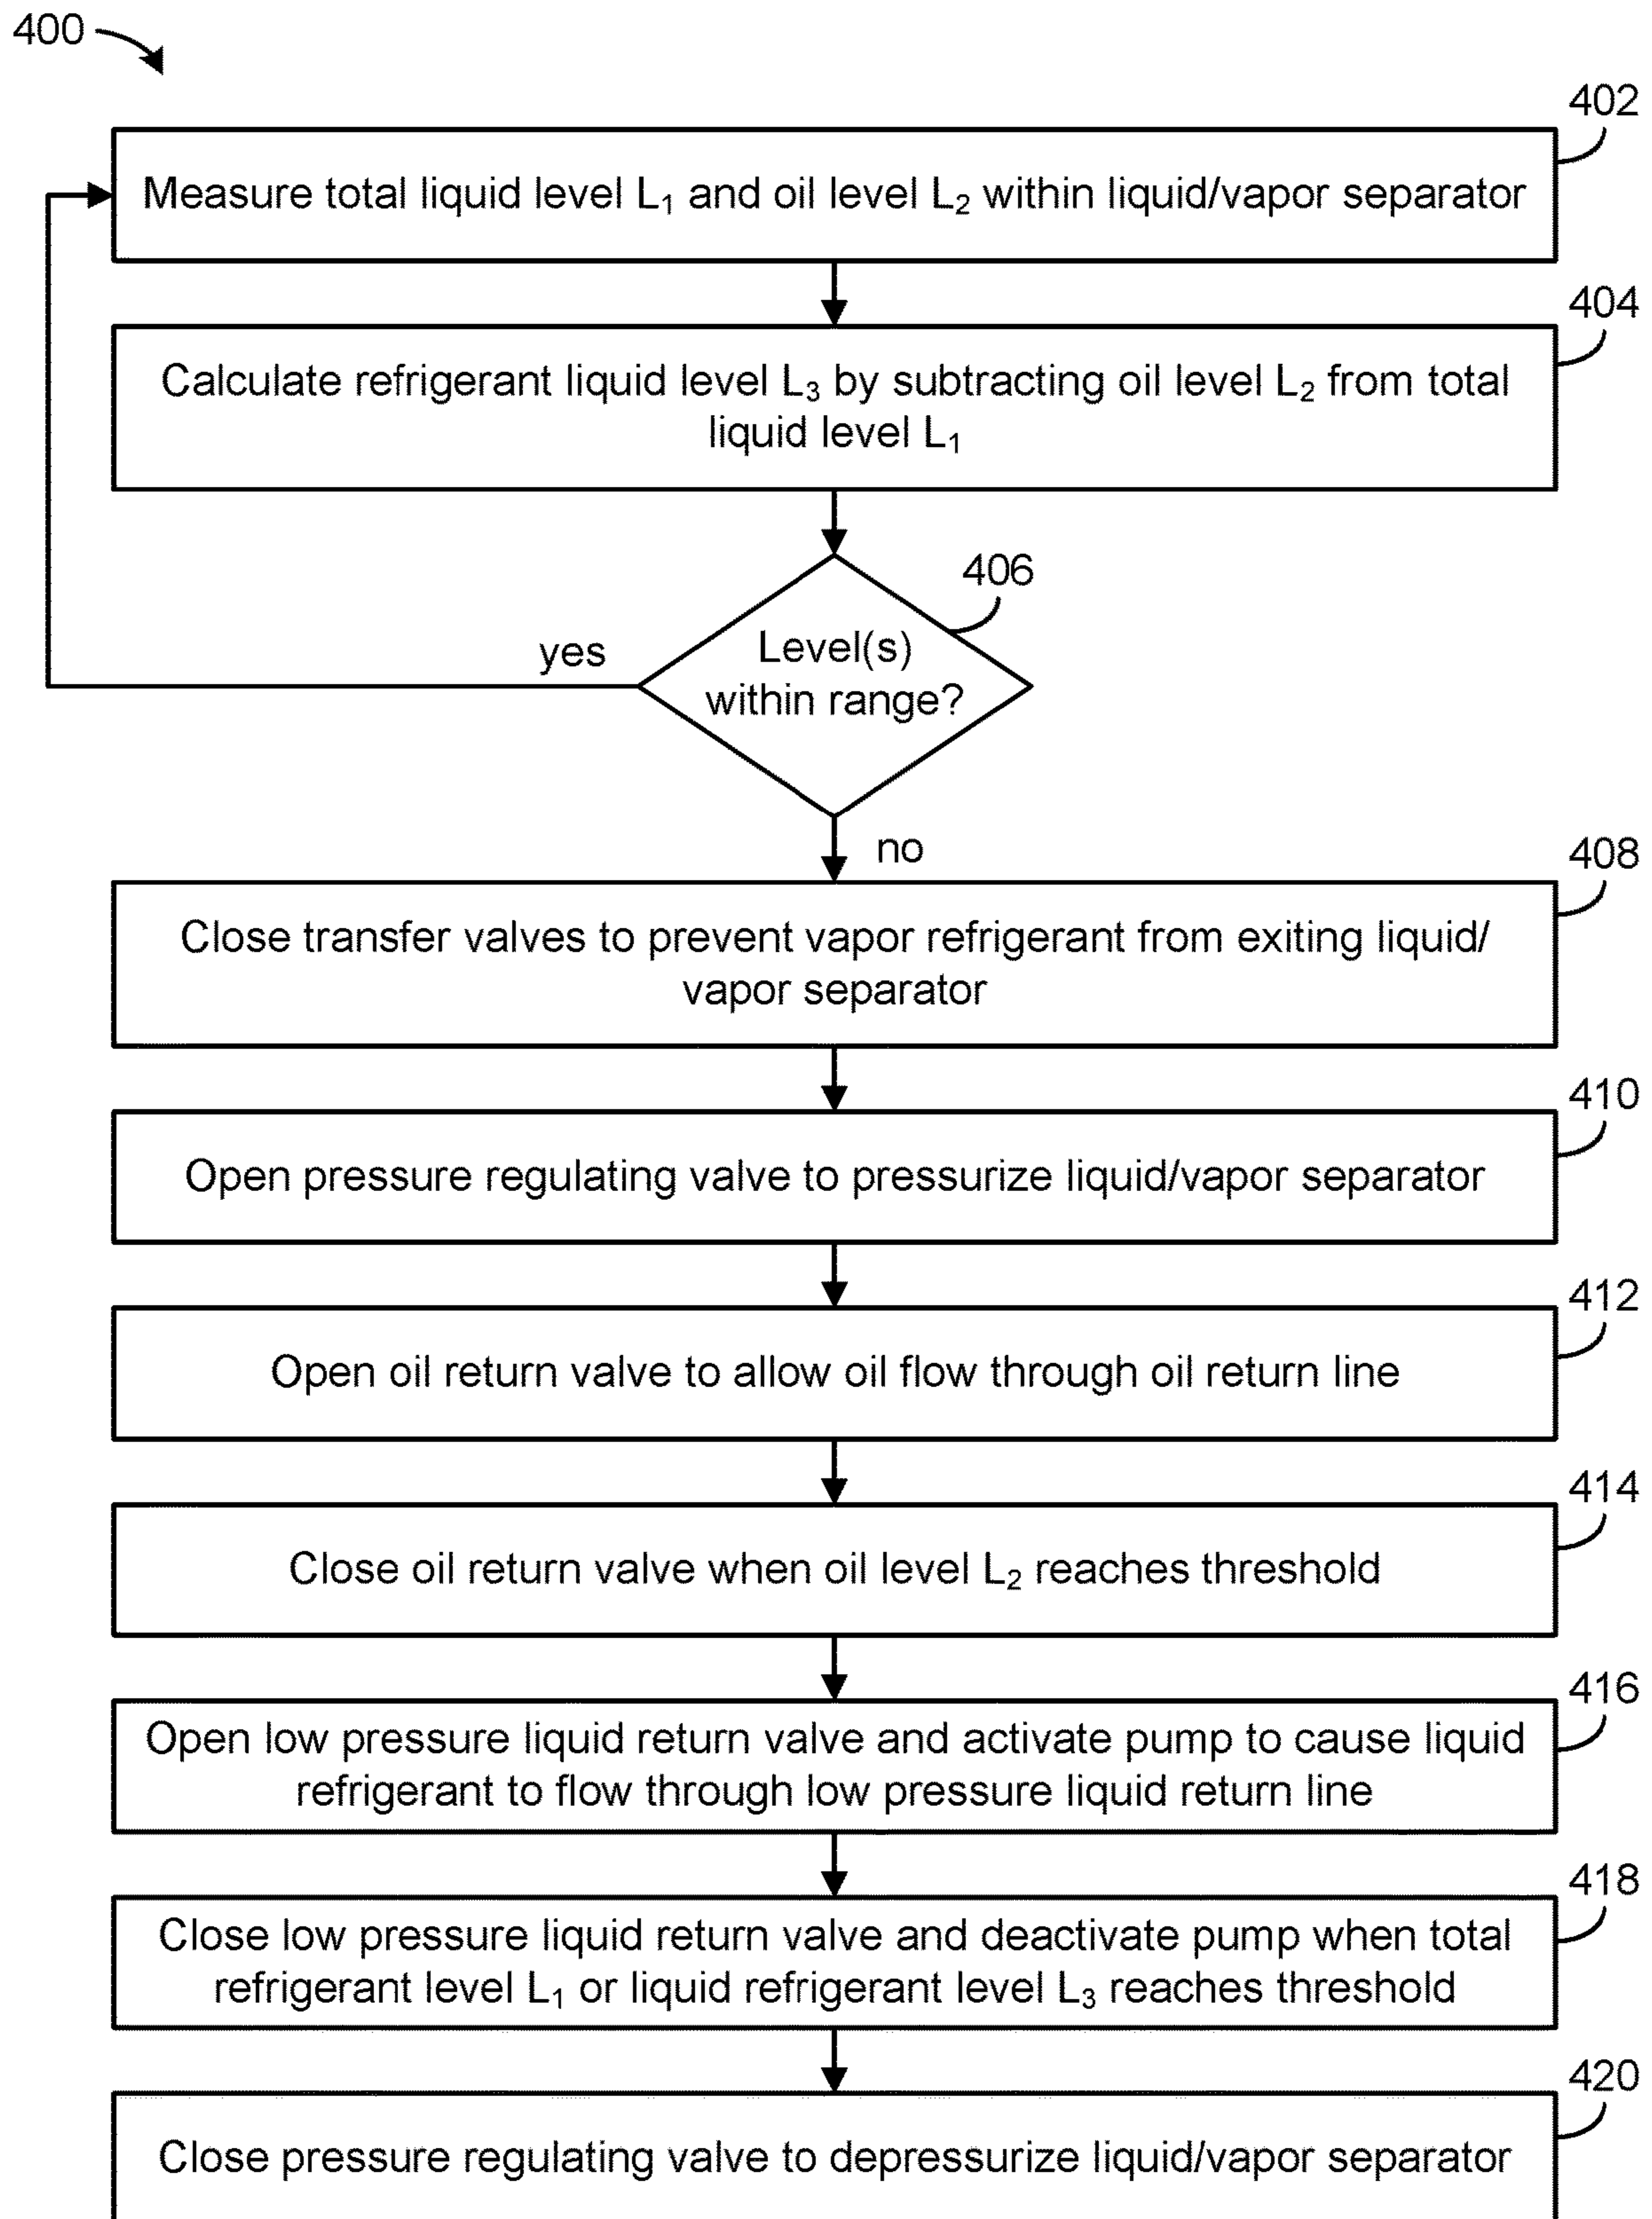 400
402
Measure total liquid level L₁ and oil level L₂ within liquid/vapor separator
404
Calculate refrigerant liquid level L₃ by subtracting oil level L₂ from total
liquid level L₁
406
Level(s)
within range?
yes
no
408
Close transfer valves to prevent vapor refrigerant from exiting liquid/
vapor separator
410
Open pressure regulating valve to pressurize liquid/vapor separator
412
Open oil return valve to allow oil flow through oil return line
414
Close oil return valve when oil level L₂ reaches threshold
416
Open low pressure liquid return valve and activate pump to cause liquid
refrigerant to flow through low pressure liquid return line
418
Close low pressure liquid return valve and deactivate pump when total
refrigerant level L₁ or liquid refrigerant level L₃ reaches threshold
420
Close pressure regulating valve to depressurize liquid/vapor separator